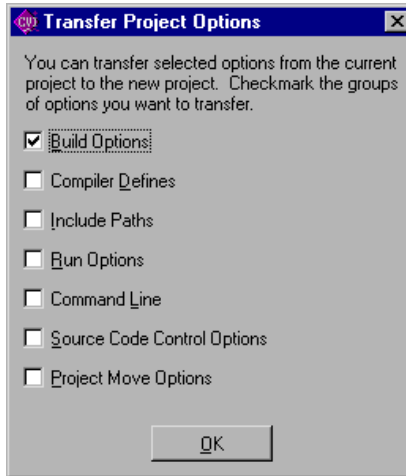 CVI Transfer Project Options
You can transfer selected options from the current
project to the new project. Checkmark the groups
of options you want to transfer.
Build Options
Compiler Defines
Include Paths
Run Options
Command Line
Source Code Control Options
Project Move Options
OK